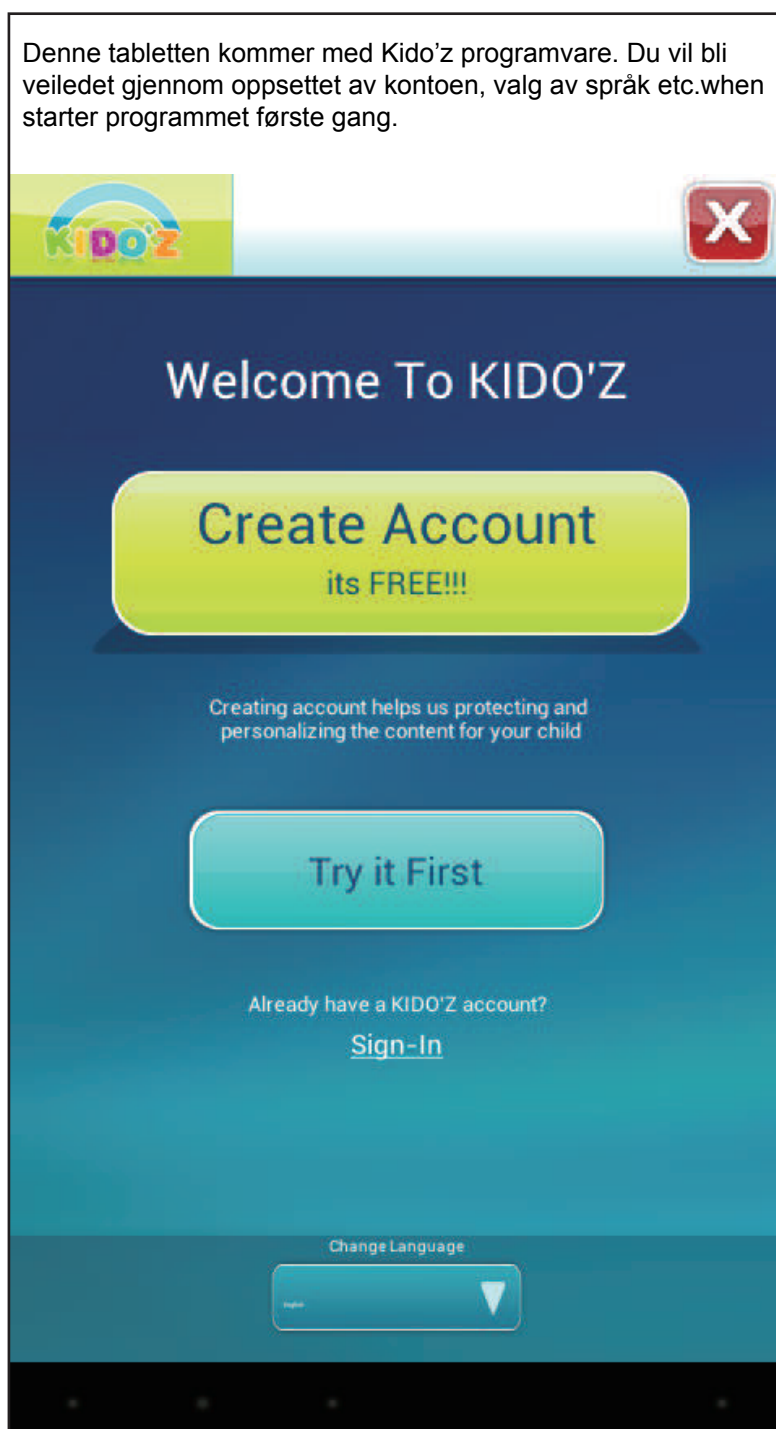 Denne tabletten kommer med Kido’z programvare. Du vil bli
veiledet gjennom oppsettet av kontoen, valg av språk etc.when
starter programmet første gang.
KIDO'Z
X
Welcome To KIDO'Z
Create Account
its FREE!!!
Creating account helps us protecting and
personalizing the content for your child
Try it First
Already have a KIDO'Z account?
Sign-In
Change Language
English